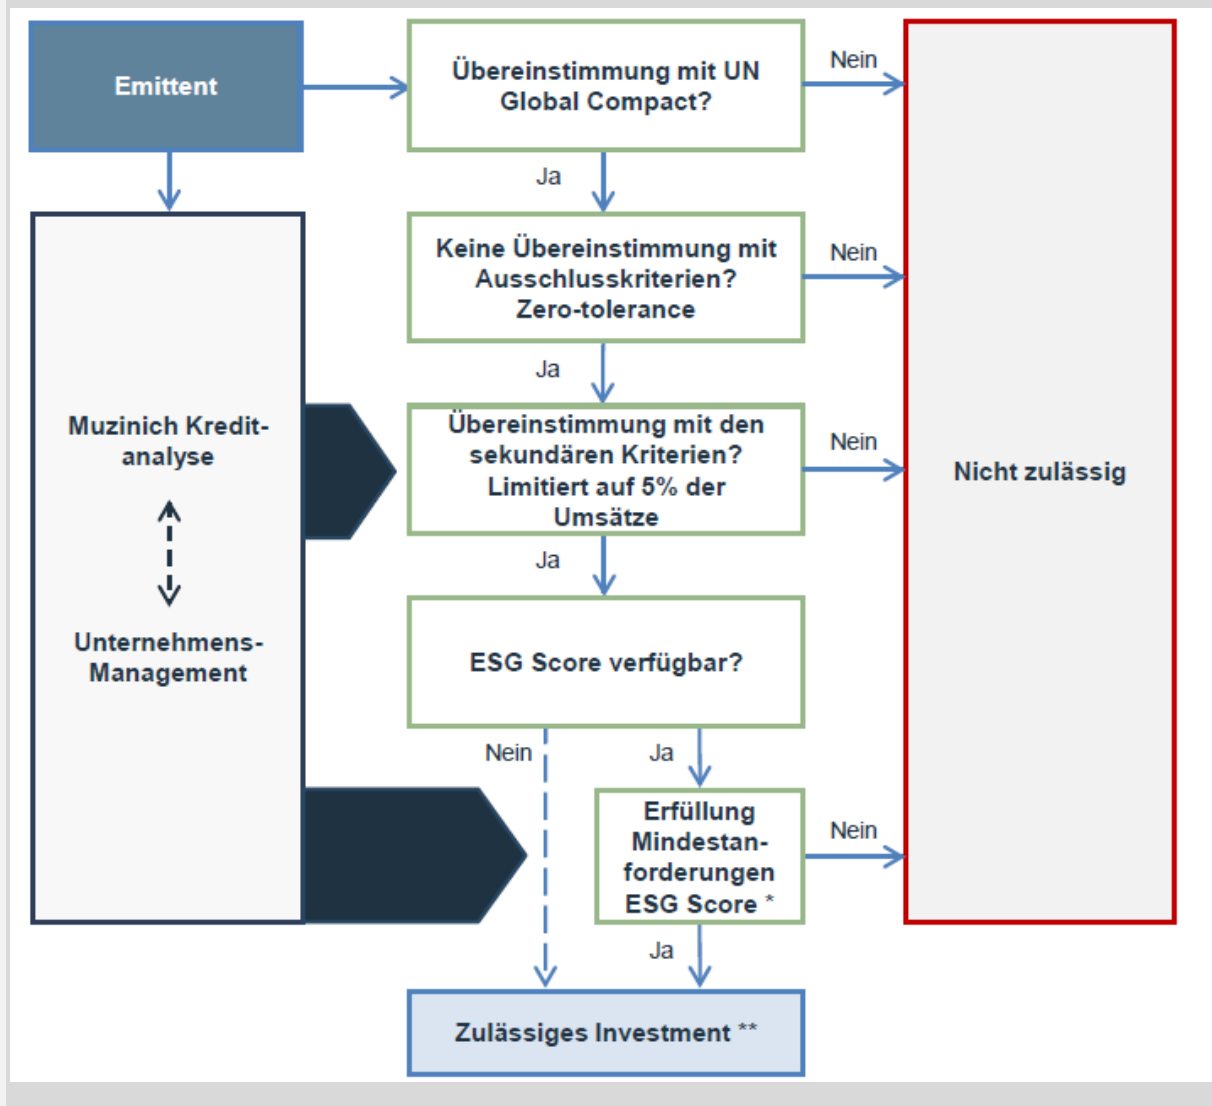 Emittent
Übereinstimmung mit UN
Global Compact?
Nein
Ja
Keine Übereinstimmung mit
Ausschlusskriterien?
Zero-tolerance
Nein
Ja
Muzinich Kredit-
analyse
Unternehmens-
Management
Übereinstimmung mit den
sekundären Kriterien?
Limitiert auf 5% der
Umsätze
Nein
Nicht zulässig
Ja
ESG Score verfügbar?
Nein
Ja
Erfüllung
Mindestan-
forderungen
ESG Score *
Nein
Ja
Zulässiges Investment **